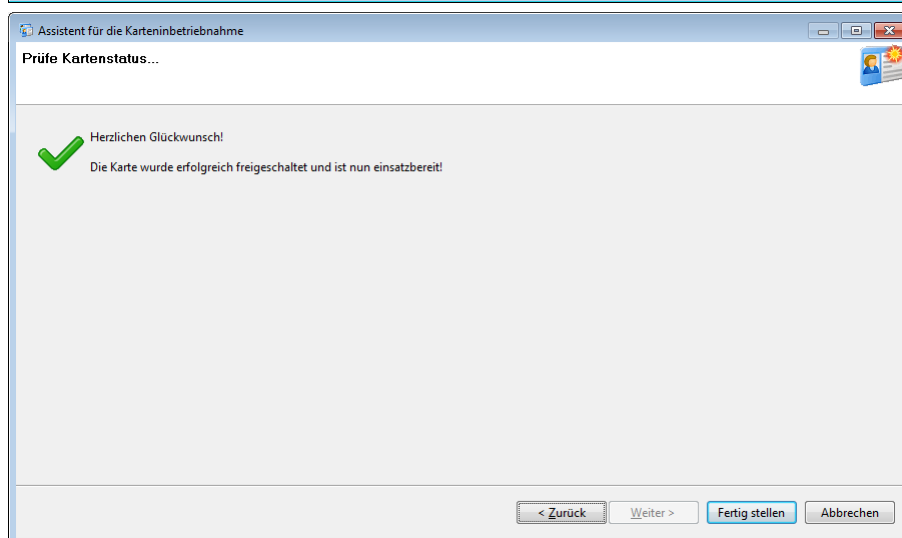 Assistent für die Karteninbetriebnahme
Prüfe Kartenstatus...
Herzlichen Glückwunsch!
Die Karte wurde erfolgreich freigeschaltet und ist nun einsatzbereit!
< Zurück Weiter > Fertig stellen Abbrechen